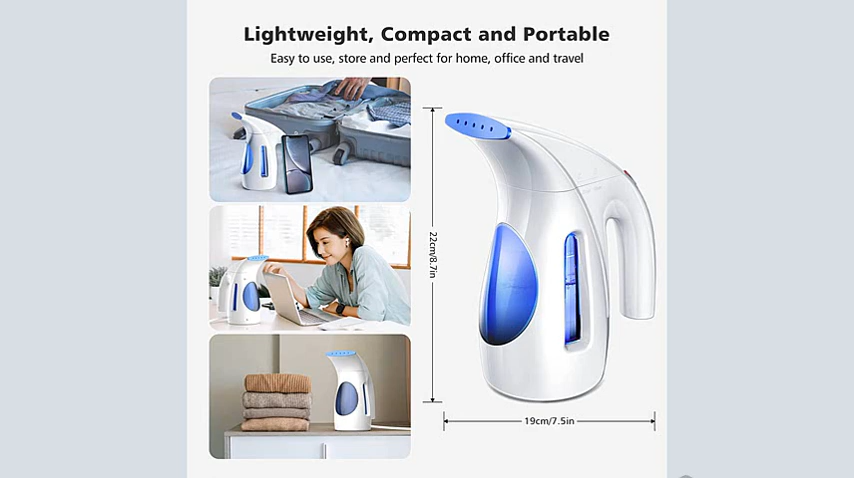 Lightweight, Compact and Portable
Easy to use, store and perfect for home, office and travel
22cm/8.7in
19cm/7.5in